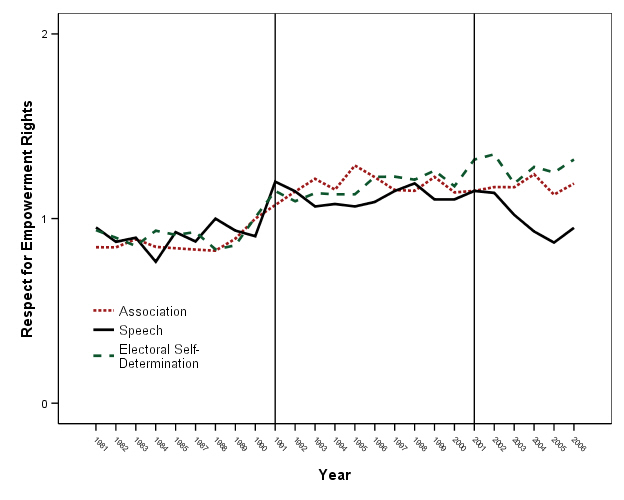 2
1
0
Respect for Empowerment Rights
Association
Speech
Electoral Self-
Determination
1981 1982 1983 1984 1985 1987 1988 1989 1990 1991 1992 1993 1994 1995 1996 1997 1998 1999 2000 2001 2002 2003 2004 2005 2006
Year